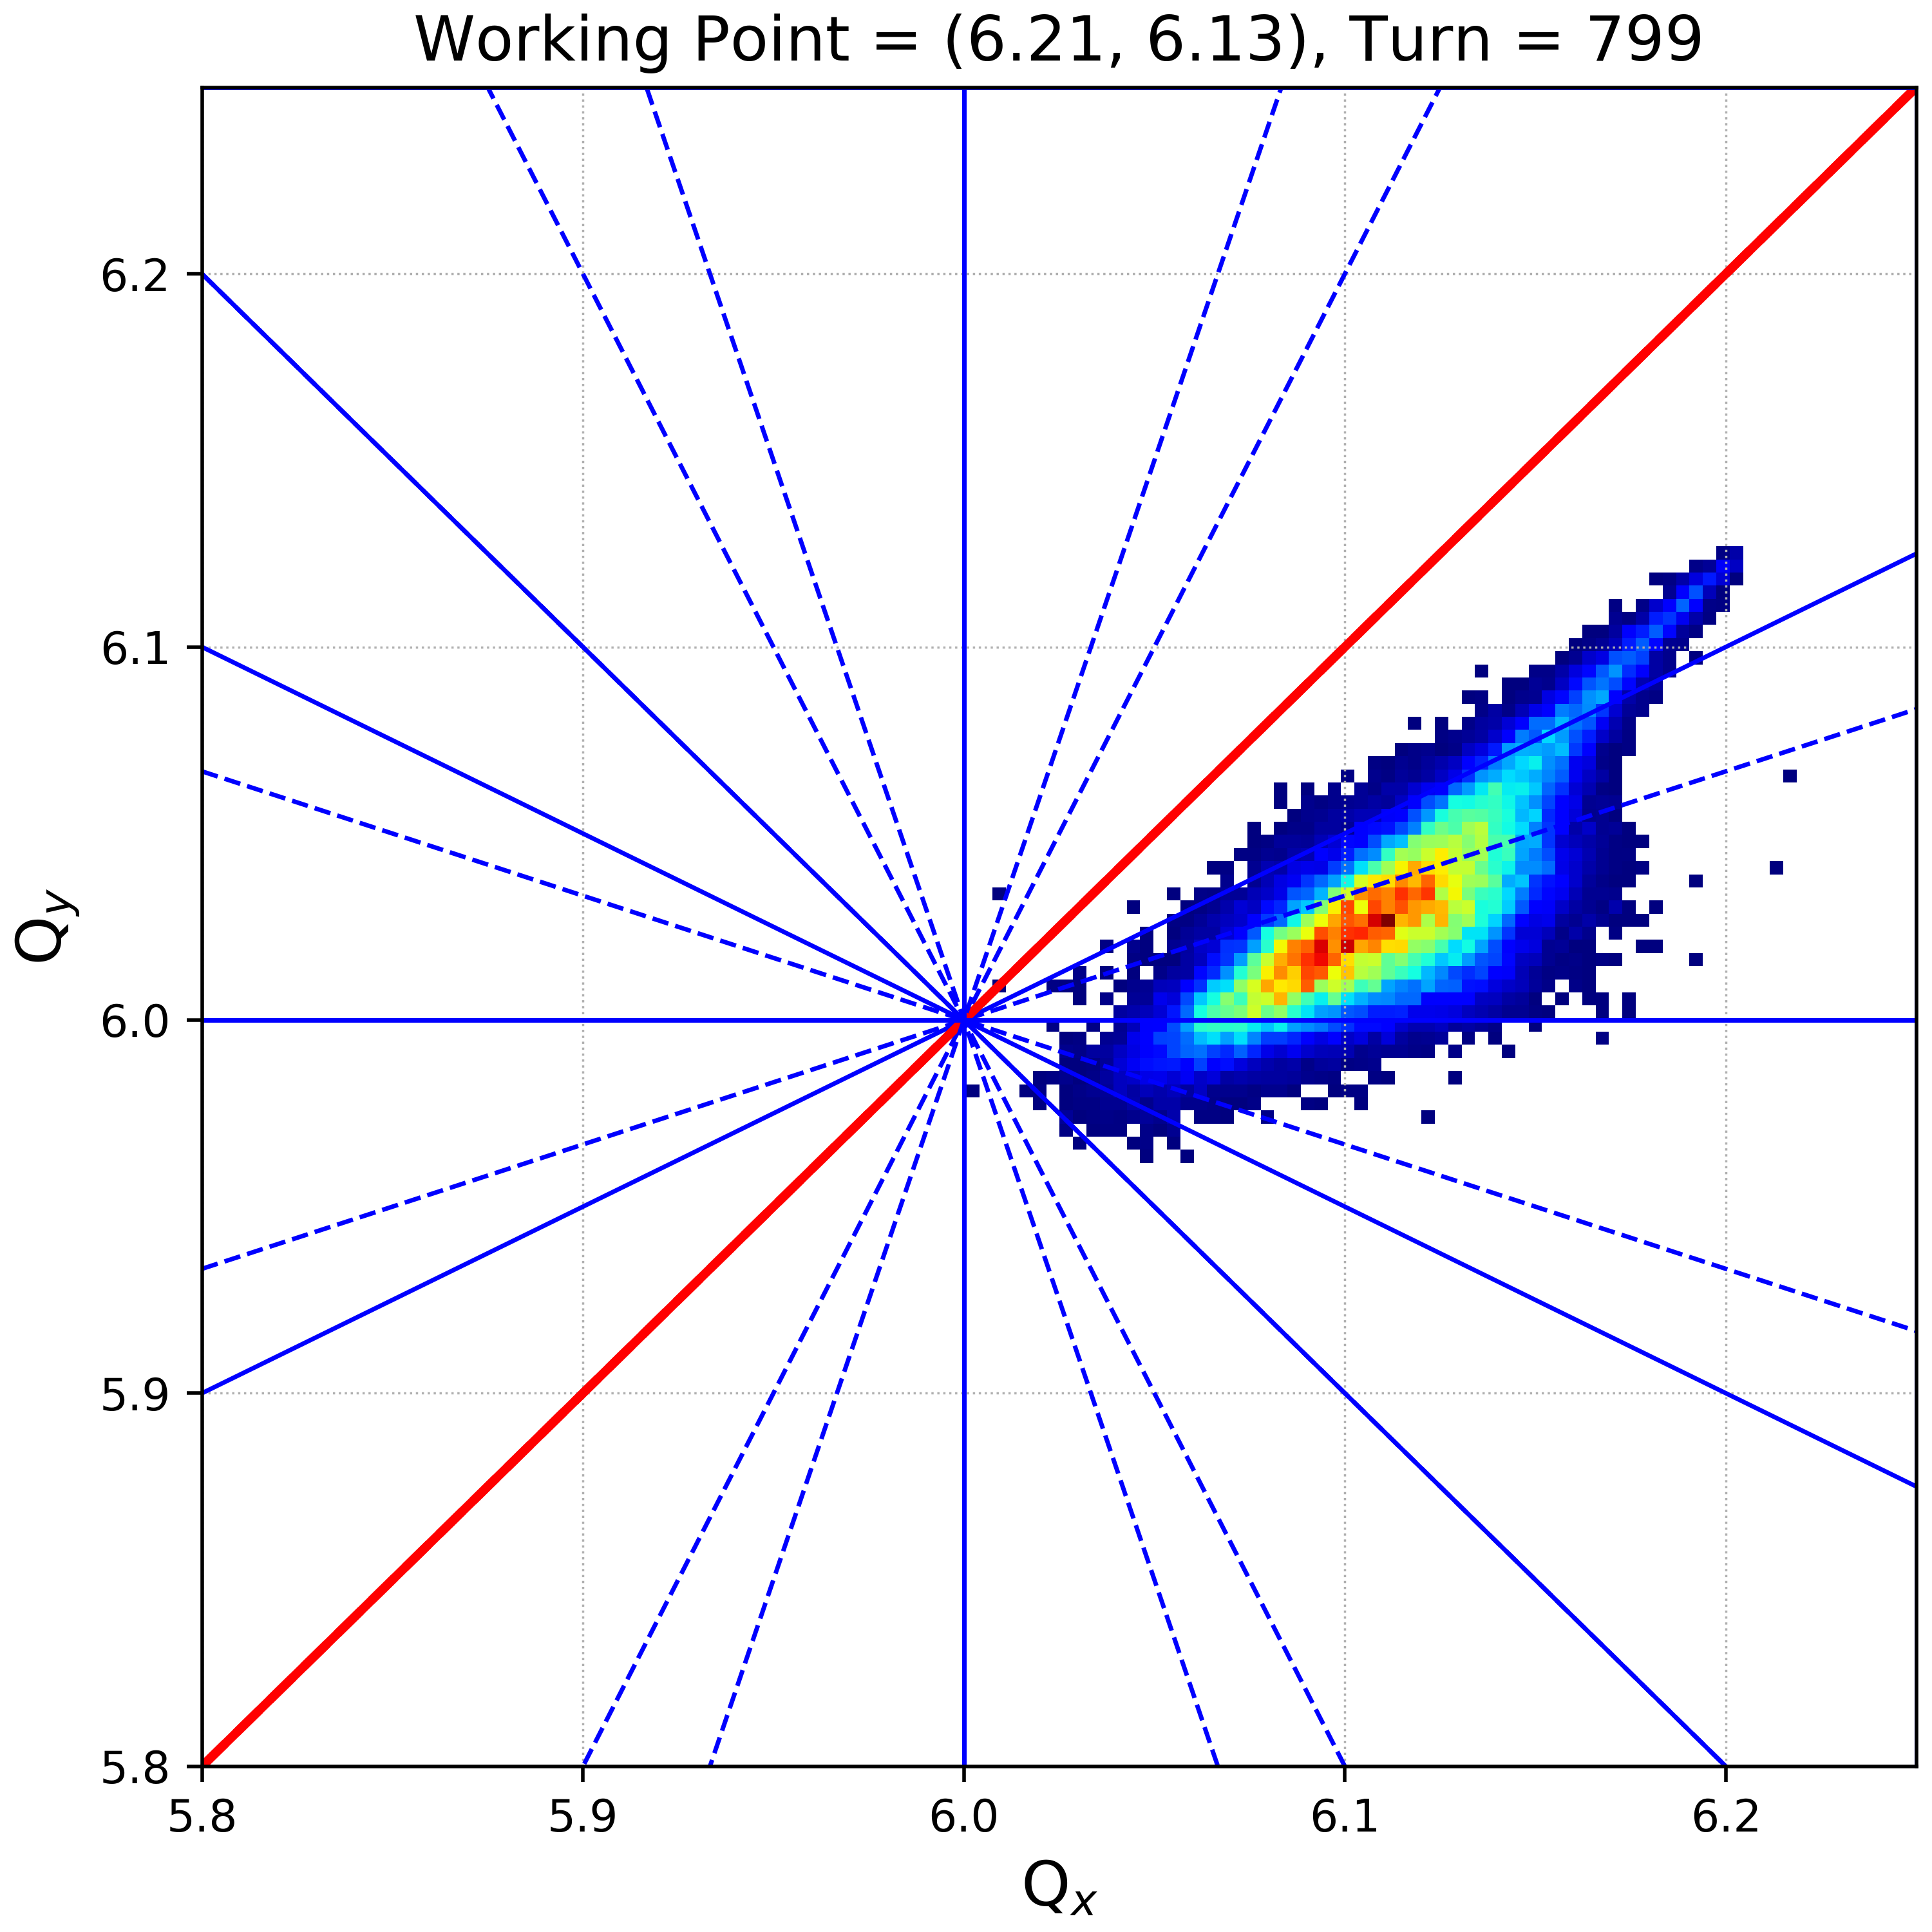 Working Point = (6.21, 6.13), Turn = 799
6.2
6.1
6.0
5.9
5.8
Qy
5.8 5.9 6.0 6.1 6.2
Qx